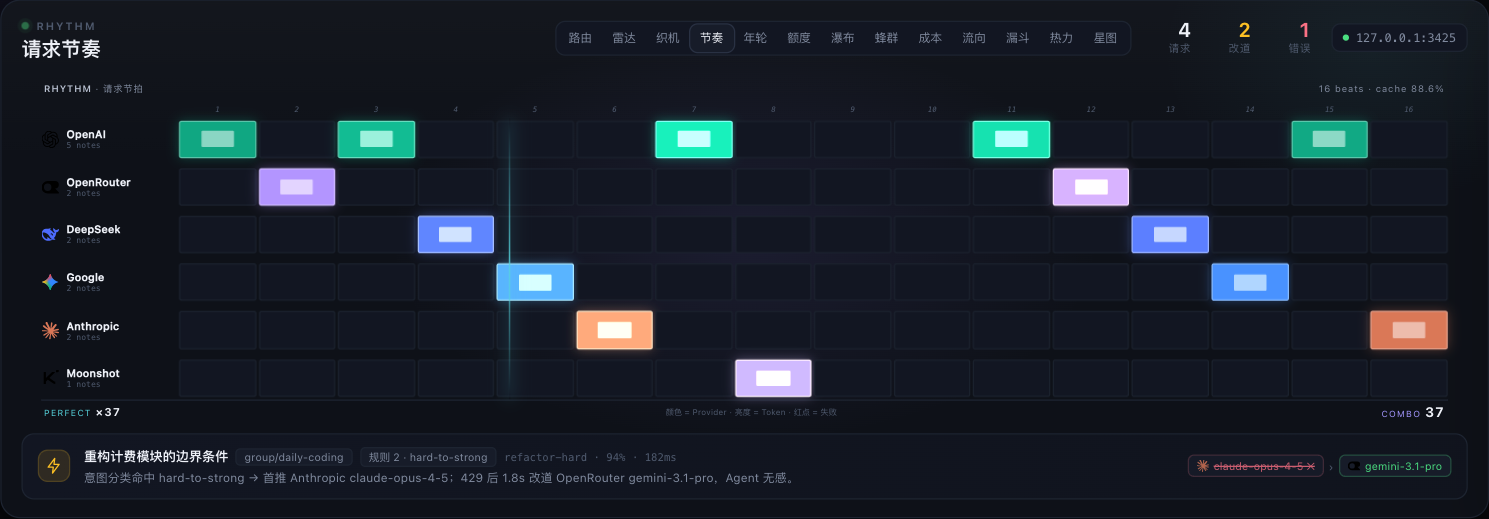 RHYTHM
请求节奏
路由 雷达 织机 节奏 年轮 额度 瀑布 蜂群 成本 流向 漏斗 热力 星图
4 请求
2 改道
1 错误
127.0.0.1:3425
RHYTHM · 请求节拍
16 beats · cache 88.6%
1 2 3 4 5 6 7 8 9 10 11 12 13 14 15 16
OpenAI
5 notes
OpenRouter
2 notes
DeepSeek
2 notes
Google
2 notes
Anthropic
2 notes
Moonshot
1 notes
PERFECT ×37
颜色 = Provider · 亮度 = Token · 红点 = 失败
COMBO 37
重构计费模块的边界条件 group/daily-coding 规则 2 · hard-to-strong refactor-hard · 94% · 182ms
意图分类命中 hard-to-strong → 首推 Anthropic claude-opus-4-5；429 后 1.8s 改道 OpenRouter gemini-3.1-pro，Agent 无感。
claude-opus-4-5 ✕ › gemini-3.1-pro